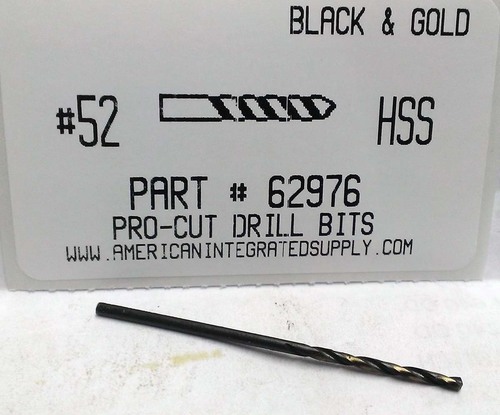 BLACK & GOLD
#52 HSS
PART # 62976
PRO-CUT DRILL BITS
WWW.AMERICANINTEGRATEDSUPPLY.COM